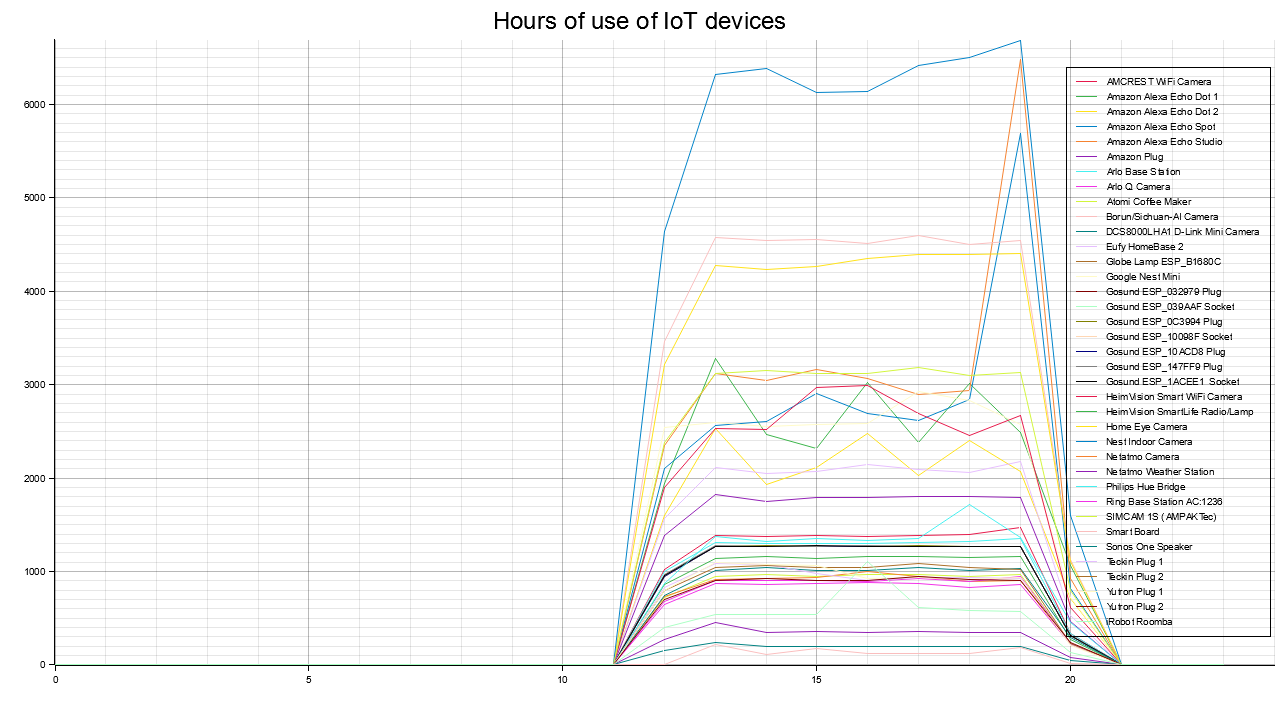 Hours of use of IoT devices
6000
5000
4000
3000
2000
1000
0
0
5
10
15
20
AMCREST WiFi Camera
Amazon Alexa Echo Dot 1
Amazon Alexa Echo Dot 2
Amazon Alexa Echo Spot
Amazon Alexa Echo Studio
Amazon Plug
Arlo Base Station
Arlo Q Camera
Atomi Coffee Maker
Borun/Sichuan-AI Camera
DCS8000LHA1 D-Link Mini Camera
Eufy HomeBase 2
Globe Lamp ESP_B1680C
Google Nest Mini
Gosund ESP_032979 Plug
Gosund ESP_039AAF Socket
Gosund ESP_0C3994 Plug
Gosund ESP_10098F Socket
Gosund ESP_10ACD8 Plug
Gosund ESP_147FF9 Plug
Gosund ESP_1ACEE1 Socket
HeimVision Smart WiFi Camera
HeimVision SmartLife Radio/Lamp
Home Eye Camera
Nest Indoor Camera
Netatmo Camera
Netatmo Weather Station
Philips Hue Bridge
Ring Base Station AC:1236
SIMCAM 1S (AMPAKTec)
SmartBoard
Sonos One Speaker
Teckin Plug 1
Teckin Plug 2
Yutron Plug 1
Yutron Plug 2
iRobot Roomba